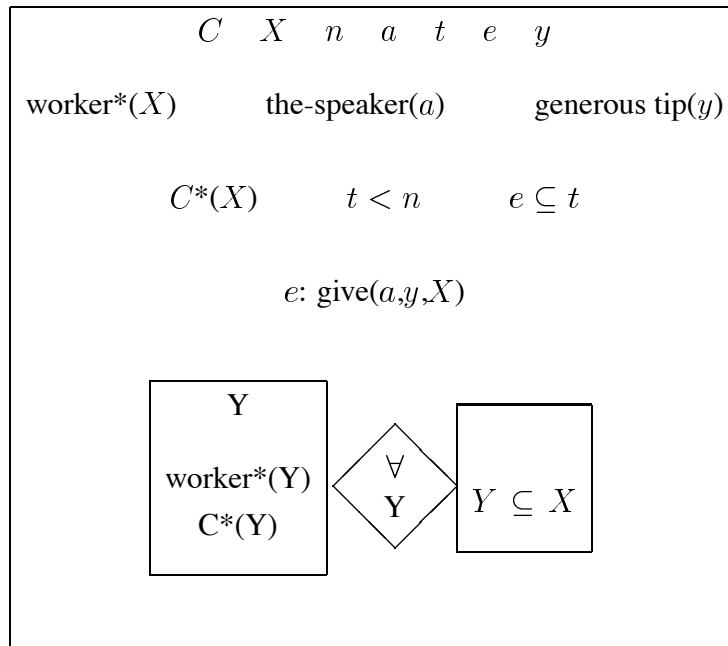 C X n a t e y
worker*(X) the-speaker(a) generous tip(y)
C*(X) t < n e ⊆ t
e: give(a,y,X)
Y
worker*(Y)
C*(Y)
∀
Y
Y ⊆ X